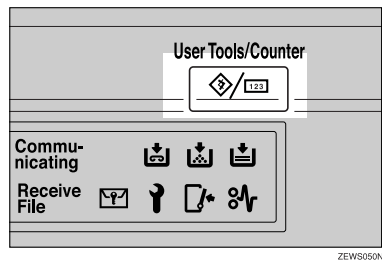 User Tools/Counter
123
Commu-
nicating
Receive
File
ZEWS050N